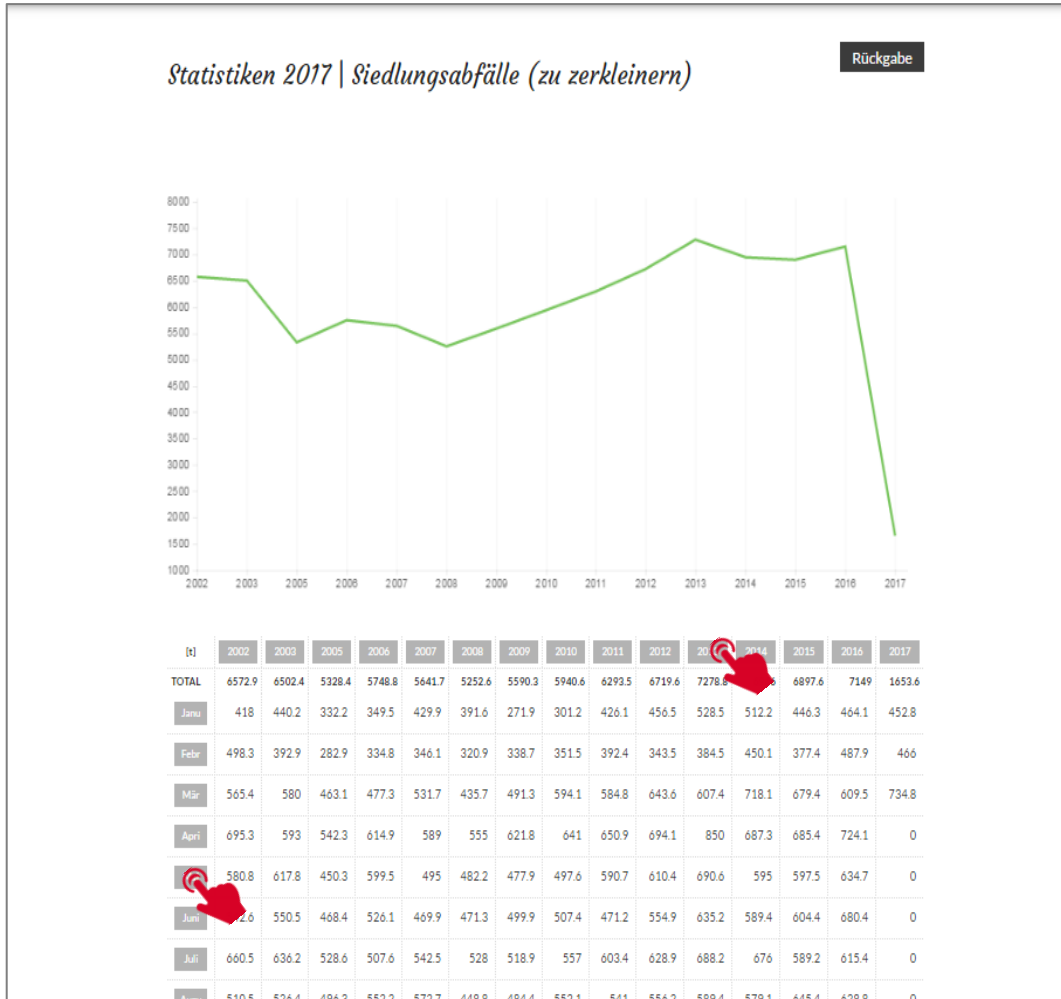 Rückgabe
Statistiken 2017 | Siedlungsabfälle (zu zerkleinern)
8000
7500
7000
6500
6000
5500
5000
4500
4000
3500
3000
2500
2000
1500
1000
2002 2003 2005 2006 2007 2008 2009 2010 2011 2012 2013 2014 2015 2016 2017
[t] 2002 2003 2005 2006 2007 2008 2009 2010 2011 2012 2014 2015 2016 2017
TOTAL 6572.9 6502.4 5328.4 5748.8 5641.7 5252.6 5590.3 5940.6 6293.5 6719.6 7278.8 6897.6 7149 1653.6
Janu 418 440.2 332.2 349.5 429.9 391.6 271.9 301.2 426.1 456.5 528.5 512.2 446.3 464.1 452.8
Febr 498.3 392.9 282.9 334.8 346.1 320.9 338.7 351.5 392.4 343.5 384.5 450.1 377.4 487.9 466
Mär 565.4 580 463.1 477.3 531.7 435.7 491.3 594.1 584.8 643.6 607.4 718.1 679.4 609.5 734.8
Apri 695.3 593 542.3 614.9 589 555 621.8 641 650.9 694.1 850 687.3 685.4 724.1 0
580.8 617.8 450.3 599.5 495 482.2 477.9 497.6 590.7 610.4 690.6 595 597.5 634.7 0
Juni 550.5 468.4 526.1 469.9 471.3 499.9 507.4 471.2 554.9 635.2 589.4 604.4 680.4 0
Juli 660.5 636.2 528.6 507.6 542.5 528 518.9 557 603.4 628.9 688.2 676 589.2 615.4 0